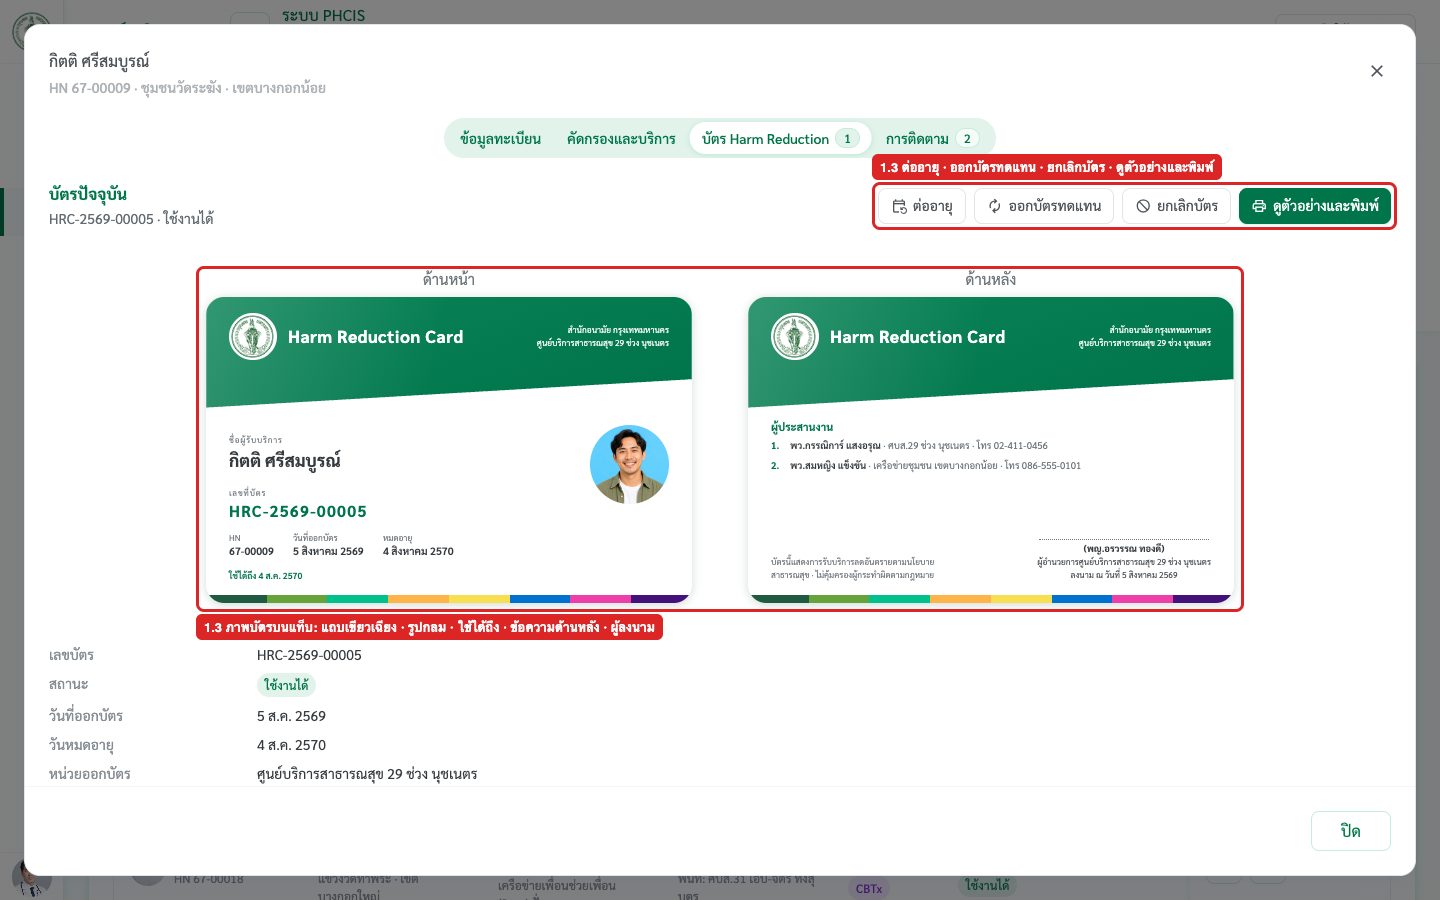 ระบบ PHCIS
กิตติ ศรีสมบูรณ์
HN 67-00009 · ชุมชนวัดระฆัง · เขตบางกอกน้อย
ข้อมูลทะเบียน
คัดกรองและบริการ
บัตร Harm Reduction 1
การติดตาม 2
1.3 ต่ออายุ · ออกบัตรทดแทน · ยกเลิกบัตร · ดูตัวอย่างและพิมพ์
บัตรปัจจุบัน
HRC-2569-00005 · ใช้งานได้
ต่ออายุ
ออกบัตรทดแทน
ยกเลิกบัตร
ดูตัวอย่างและพิมพ์
ด้านหน้า
Harm Reduction Card
สำนักอนามัย กรุงเทพมหานคร
ศูนย์บริการสาธารณสุข 29 ช่วง นุชเนตร
ชื่อผู้รับบริการ
กิตติ ศรีสมบูรณ์
เลขที่บัตร
HRC-2569-00005
HN วันที่ออกบัตร หมดอายุ
67-00009 5 สิงหาคม 2569 4 สิงหาคม 2570
ใช้ได้ถึง 4 ส.ค. 2570
ด้านหลัง
Harm Reduction Card
สำนักอนามัย กรุงเทพมหานคร
ศูนย์บริการสาธารณสุข 29 ช่วง นุชเนตร
ผู้ประสานงาน
1. พว.กรรณิการ์ แสงอรุณ · ศบส.29 ช่วง นุชเนตร · โทร 02-411-0456
2. พว.สมหญิง แข็งขัน · เครือข่ายชุมชน เขตบางกอกน้อย · โทร 086-555-0101
บัตรนี้แสดงการรับบริการลดอันตรายตามนโยบาย
สาธารณสุข · ไม่คุ้มครองผู้กระทำผิดตามกฎหมาย
(พญ.อรวรรณ ทองดี)
ผู้อำนวยการศูนย์บริการสาธารณสุข 29 ช่วง นุชเนตร
ลงนาม ณ วันที่ 5 สิงหาคม 2569
1.3 ภาพบัตรบนแท็บ: แถบเขียวเฉียง · รูปกลม · ใช้ได้ถึง · ข้อความด้านหลัง · ผู้ลงนาม
เลขบัตร HRC-2569-00005
สถานะ ใช้งานได้
วันที่ออกบัตร 5 ส.ค. 2569
วันหมดอายุ 4 ส.ค. 2570
หน่วยออกบัตร ศูนย์บริการสาธารณสุข 29 ช่วง นุชเนตร
ปิด
HN 67-00018
เครือข่ายเพื่อนช่วยเพื่อน
CBTx
ใช้งานได้